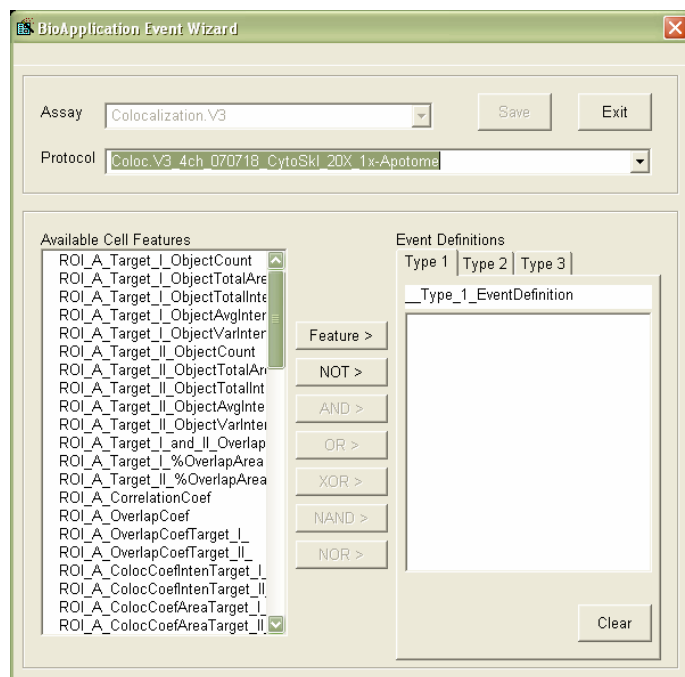 BioApplication Event Wizard
Assay
Colocalization.V3
Save
Exit
Protocol
Coloc.V3_4ch_070718_CytoSkl_20X_1x-Apotome
Available Cell Features
ROI_A_Target_I_ObjectCount
ROI_A_Target_I_ObjectTotalAre
ROI_A_Target_I_ObjectTotalInte
ROI_A_Target_I_ObjectAvgInter
ROI_A_Target_I_ObjectVarInter
ROI_A_Target_II_ObjectCount
ROI_A_Target_II_ObjectTotalAre
ROI_A_Target_II_ObjectTotalInt
ROI_A_Target_II_ObjectAvgInte
ROI_A_Target_II_ObjectVarInter
ROI_A_Target_I_and_II_Overlap
ROI_A_Target_I_%OverlapArea
ROI_A_Target_II_%OverlapArea
ROI_A_CorrelationCoef
ROI_A_OverlapCoef
ROI_A_OverlapCoefTarget_I_
ROI_A_OverlapCoefTarget_II_
ROI_A_ColocCoefIntenTarget_I_
ROI_A_ColocCoefIntenTarget_II_
ROI_A_ColocCoefAreaTarget_I_
ROI_A_ColocCoefAreaTarget_II_
Feature >
NOT >
AND >
OR >
XOR >
NAND >
NOR >
Event Definitions
Type 1 Type 2 Type 3
__Type_1_EventDefinition
Clear